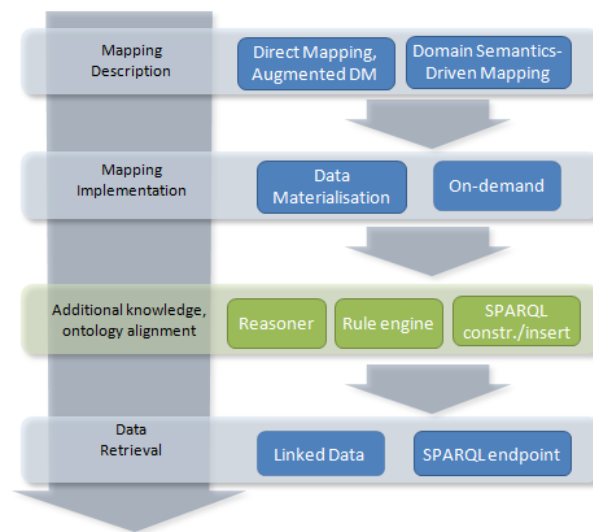 Mapping
Description
Direct Mapping,
Augmented DM
Domain Semantics-
Driven Mapping
Mapping
Implementation
Data
Materialisation
On-demand
Additional knowledge,
ontology alignment
Reasoner
Rule engine
SPARQL
constr./insert
Data
Retrieval
Linked Data
SPARQL endpoint